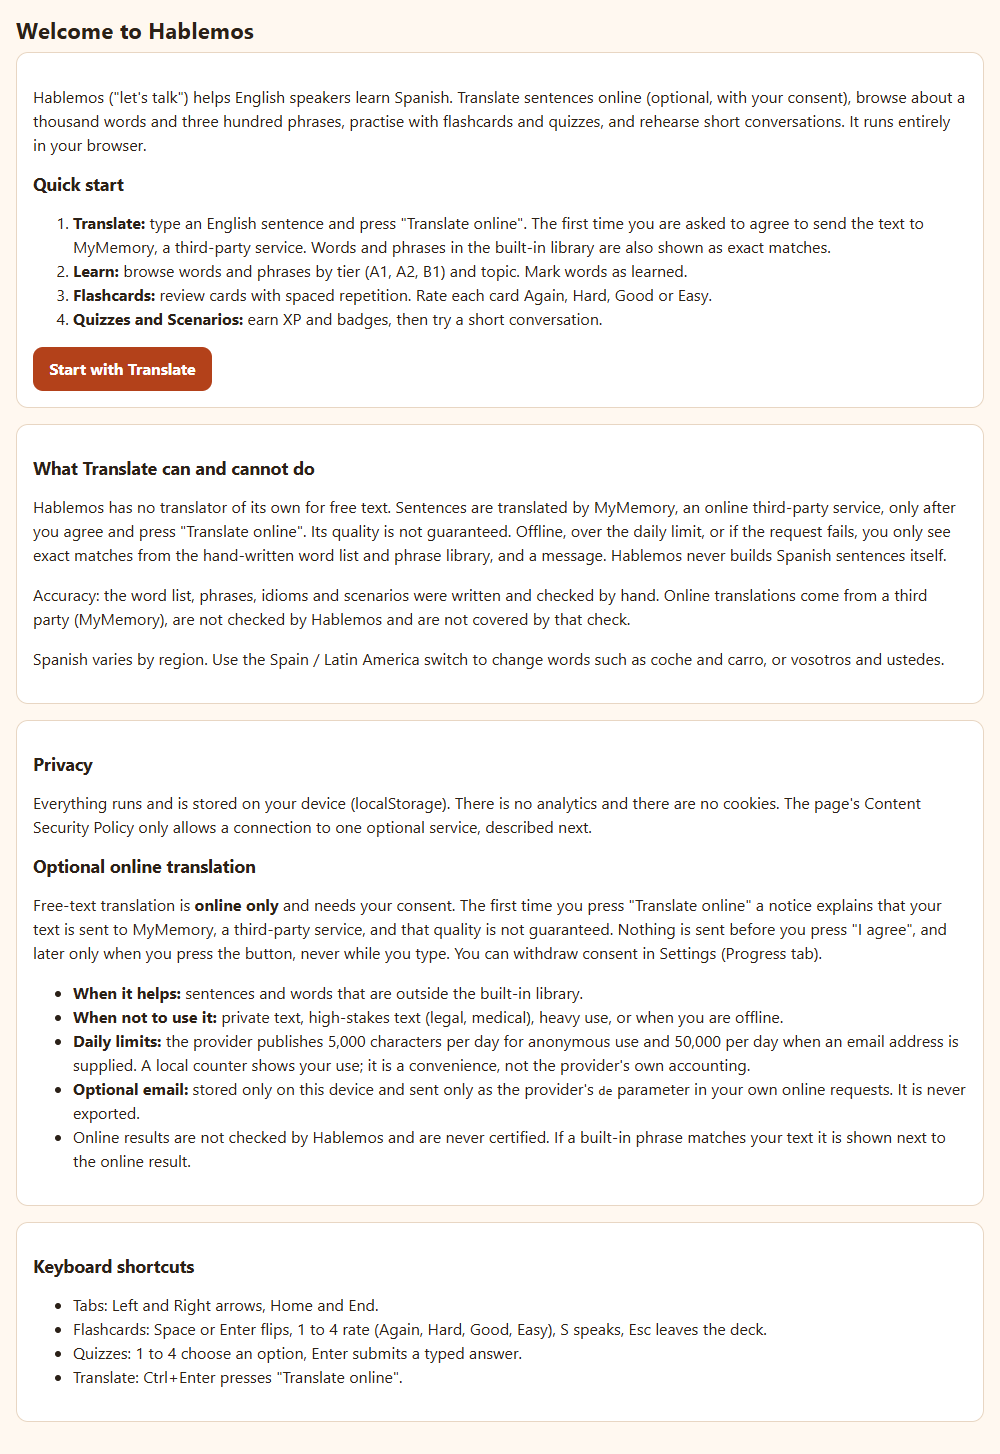 Welcome to Hablemos
Hablemos ("let's talk") helps English speakers learn Spanish. Translate sentences online (optional, with your consent), browse about a
thousand words and three hundred phrases, practise with flashcards and quizzes, and rehearse short conversations. It runs entirely
in your browser.
Quick start
1. Translate: type an English sentence and press "Translate online". The first time you are asked to agree to send the text to
MyMemory, a third-party service. Words and phrases in the built-in library are also shown as exact matches.
2. Learn: browse words and phrases by tier (A1, A2, B1) and topic. Mark words as learned.
3. Flashcards: review cards with spaced repetition. Rate each card Again, Hard, Good or Easy.
4. Quizzes and Scenarios: earn XP and badges, then try a short conversation.
Start with Translate
What Translate can and cannot do
Hablemos has no translator of its own for free text. Sentences are translated by MyMemory, an online third-party service, only after
you agree and press "Translate online". Its quality is not guaranteed. Offline, over the daily limit, or if the request fails, you only see
exact matches from the hand-written word list and phrase library, and a message. Hablemos never builds Spanish sentences itself.
Accuracy: the word list, phrases, idioms and scenarios were written and checked by hand. Online translations come from a third
party (MyMemory), are not checked by Hablemos and are not covered by that check.
Spanish varies by region. Use the Spain / Latin America switch to change words such as coche and carro, or vosotros and ustedes.
Privacy
Everything runs and is stored on your device (localStorage). There is no analytics and there are no cookies. The page's Content
Security Policy only allows a connection to one optional service, described next.
Optional online translation
Free-text translation is online only and needs your consent. The first time you press "Translate online" a notice explains that your
text is sent to MyMemory, a third-party service, and that quality is not guaranteed. Nothing is sent before you press "I agree", and
later only when you press the button, never while you type. You can withdraw consent in Settings (Progress tab).
• When it helps: sentences and words that are outside the built-in library.
• When not to use it: private text, high-stakes text (legal, medical), heavy use, or when you are offline.
• Daily limits: the provider publishes 5,000 characters per day for anonymous use and 50,000 per day when an email address is
supplied. A local counter shows your use; it is a convenience, not the provider's own accounting.
• Optional email: stored only on this device and sent only as the provider's de parameter in your own online requests. It is never
exported.
• Online results are not checked by Hablemos and are never certified. If a built-in phrase matches your text it is shown next to
the online result.
Keyboard shortcuts
• Tabs: Left and Right arrows, Home and End.
• Flashcards: Space or Enter flips, 1 to 4 rate (Again, Hard, Good, Easy), S speaks, Esc leaves the deck.
• Quizzes: 1 to 4 choose an option, Enter submits a typed answer.
• Translate: Ctrl+Enter presses "Translate online".